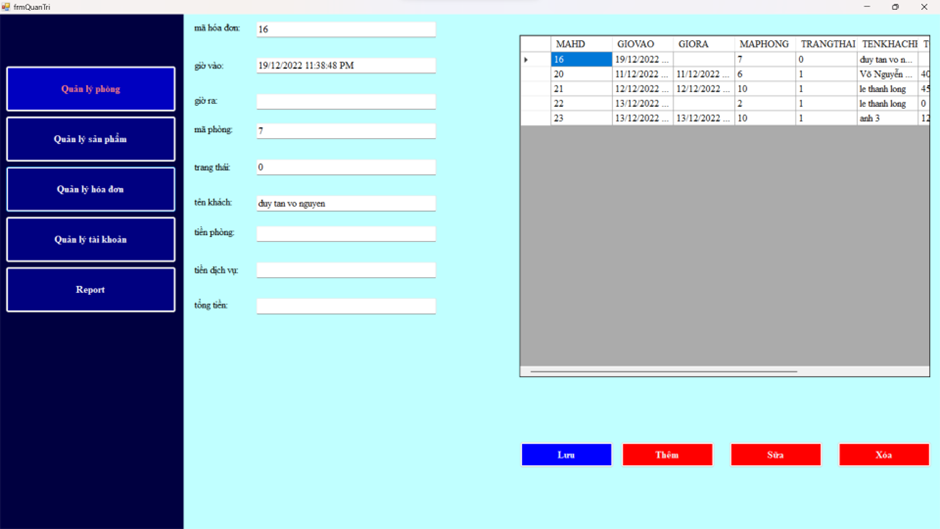 frmQuanTri
Quản lý phòng
Quản lý sản phẩm
Quản lý hóa đơn
Quản lý tài khoản
Report
mã hóa đơn: 16
giờ vào: 19/12/2022 11:38:48 PM
giờ ra:
mã phòng: 7
trang thái: 0
tên khách: duy tan vo nguyen
tiền phòng:
tiền dịch vụ:
tổng tiền:
MAHD GIOVAO GIORA MAPHONG TRANGTHAI TENKHACHH T
16 19/12/2022 ... 7 0 duy tan vo n...
20 11/12/2022 ... 11/12/2022 ... 6 1 Võ Nguyễn ... 40
21 12/12/2022 ... 12/12/2022 ... 10 1 le thanh long 45
22 13/12/2022 ... 2 1 le thanh long 0
23 13/12/2022 ... 13/12/2022 ... 10 1 anh 3 12
Lưu Thêm Sửa Xóa